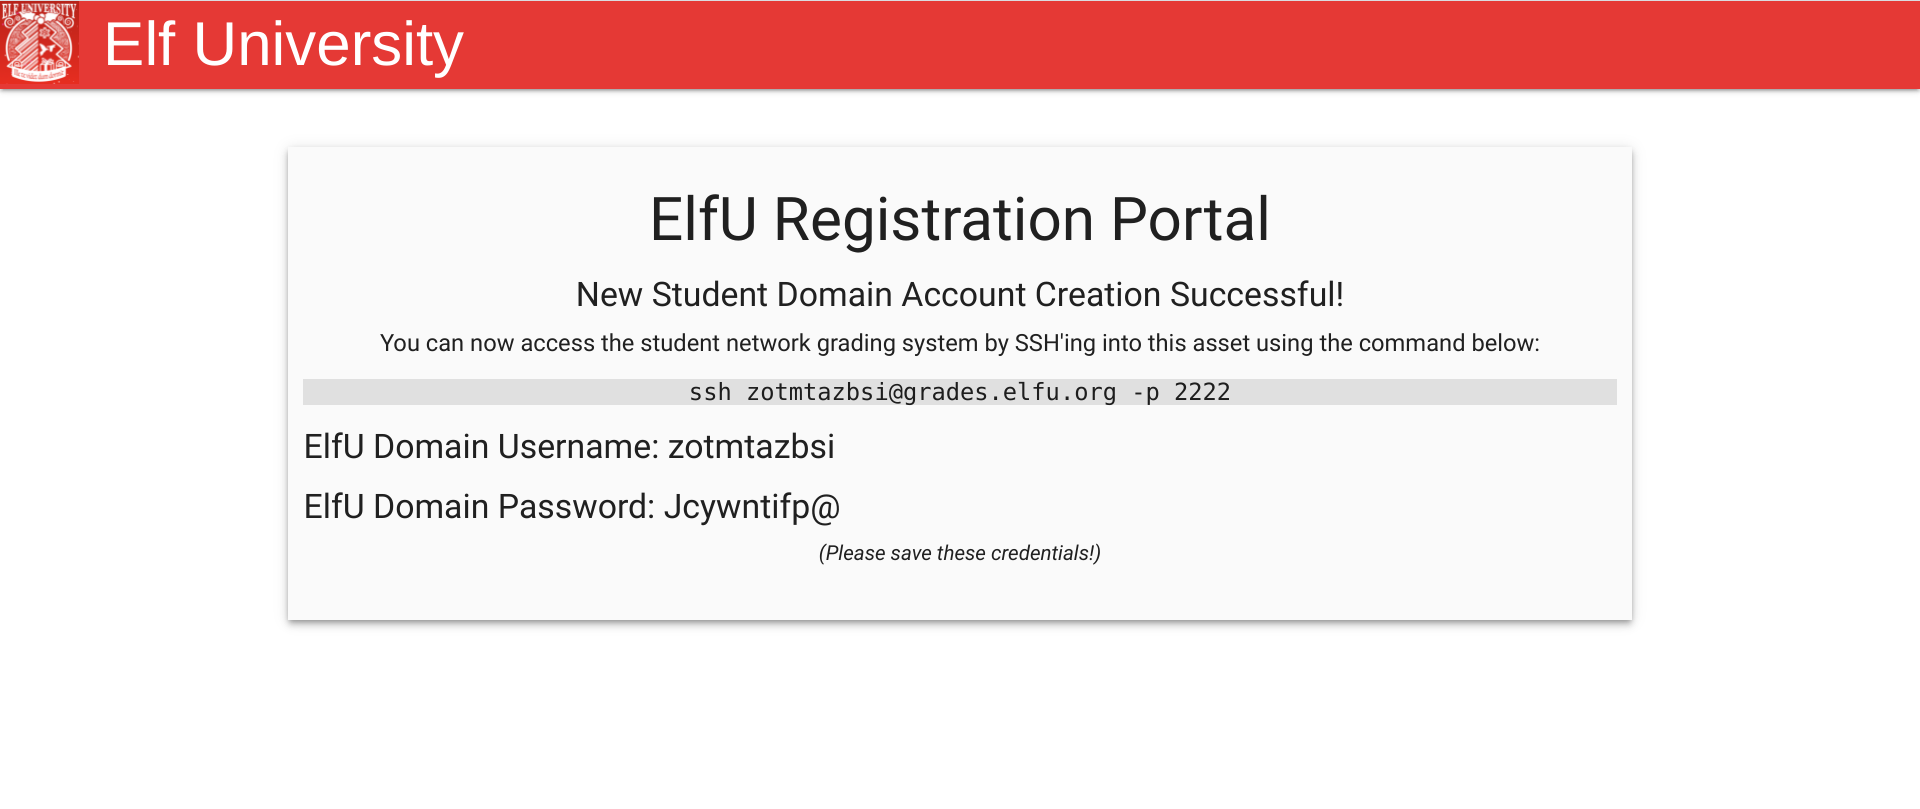 ELF UNIVERSITY
Elf University
ElfU Registration Portal
New Student Domain Account Creation Successful!
You can now access the student network grading system by SSH'ing into this asset using the command below:
ssh zotmtazbsi@grades.elfu.org -p 2222
ElfU Domain Username: zotmtazbsi
ElfU Domain Password: Jcywntifp@
(Please save these credentials!)